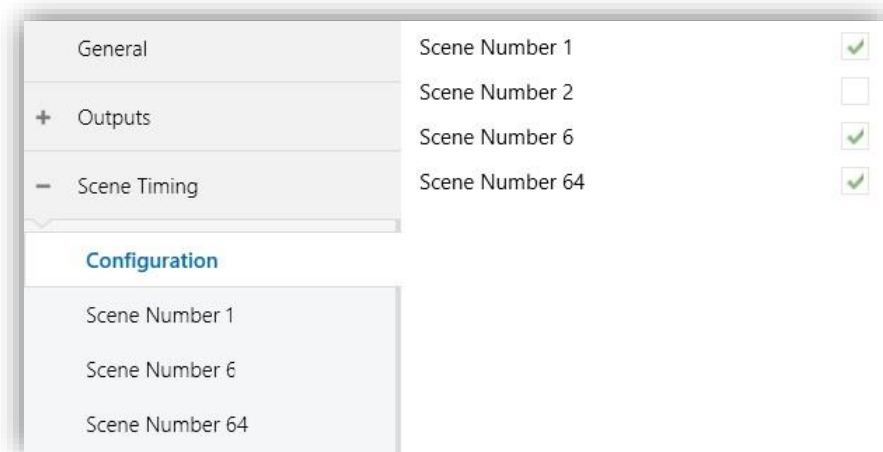 General
+ Outputs
− Scene Timing
Configuration
Scene Number 1
Scene Number 6
Scene Number 64
Scene Number 1
Scene Number 2
Scene Number 6
Scene Number 64